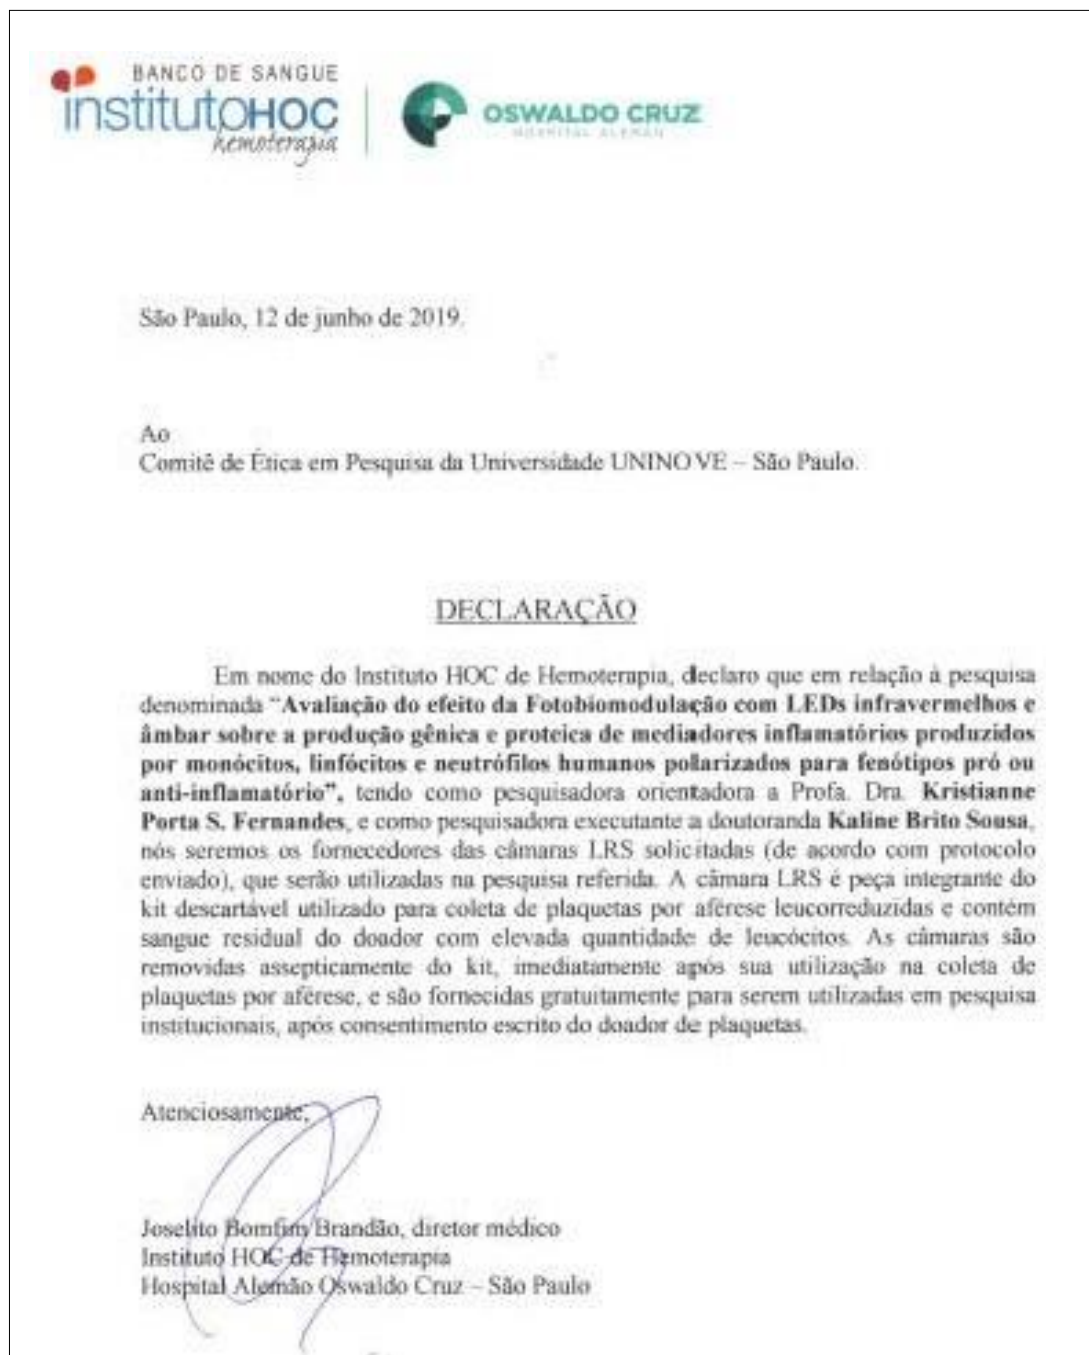 BANCO DE SANGUE
institutoHOC
hemoterapia
OSWALDO CRUZ
HOSPITAL ALEMÃO
São Paulo, 12 de junho de 2019.
Ao
Comitê de Ética em Pesquisa da Universidade UNINOVE – São Paulo.
DECLARAÇÃO
Em nome do Instituto HOC de Hemoterapia, declaro que em relação à pesquisa
denominada “Avaliação do efeito da Fotobiomodulação com LEDs infravermelhos e
âmbar sobre a produção gênica e proteica de mediadores inflamatórios produzidos
por monócitos, linfócitos e neutrófilos humanos polarizados para fenótipos pró ou
anti-inflamatório”, tendo como pesquisadora orientadora a Profa. Dra. Kristianne
Porta S. Fernandes, e como pesquisadora executante a doutoranda Kaline Brito Sousa,
nós seremos os fornecedores das câmaras LRS solicitadas (de acordo com protocolo
enviado), que serão utilizadas na pesquisa referida. A câmara LRS é peça integrante do
kit descartável utilizado para coleta de plaquetas por aférese leucorreduzidas e contém
sangue residual do doador com elevada quantidade de leucócitos. As câmaras são
removidas assepticamente do kit, imediatamente após sua utilização na coleta de
plaquetas por aférese, e são fornecidas gratuitamente para serem utilizadas em pesquisa
institucionais, após consentimento escrito do doador de plaquetas.
Atenciosamente,
Joselito Bomfim Brandão, diretor médico
Instituto HOC de Hemoterapia
Hospital Alemão Oswaldo Cruz – São Paulo